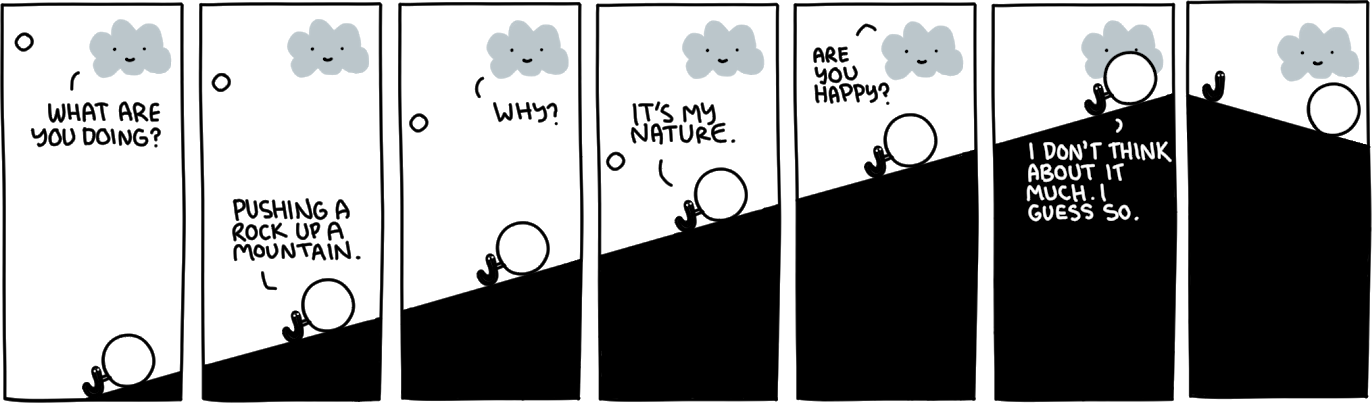 WHAT ARE
YOU DOING?
PUSHING A
ROCK UP A
MOUNTAIN.
WHY?
IT'S MY
NATURE.
ARE
YOU
HAPPY?
I DON'T THINK
ABOUT IT
MUCH. I
GUESS SO.